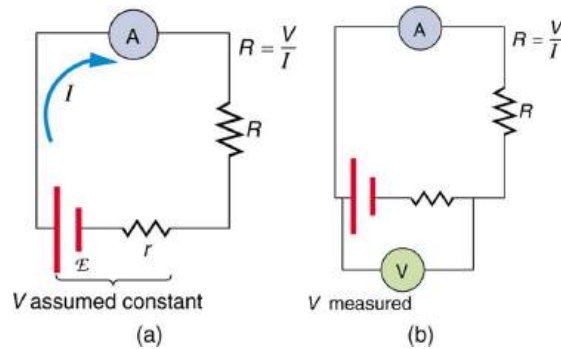 A
R = V/I
I
R
ℰ
r
V assumed constant
(a)
A
R = V/I
R
V
V measured
(b)